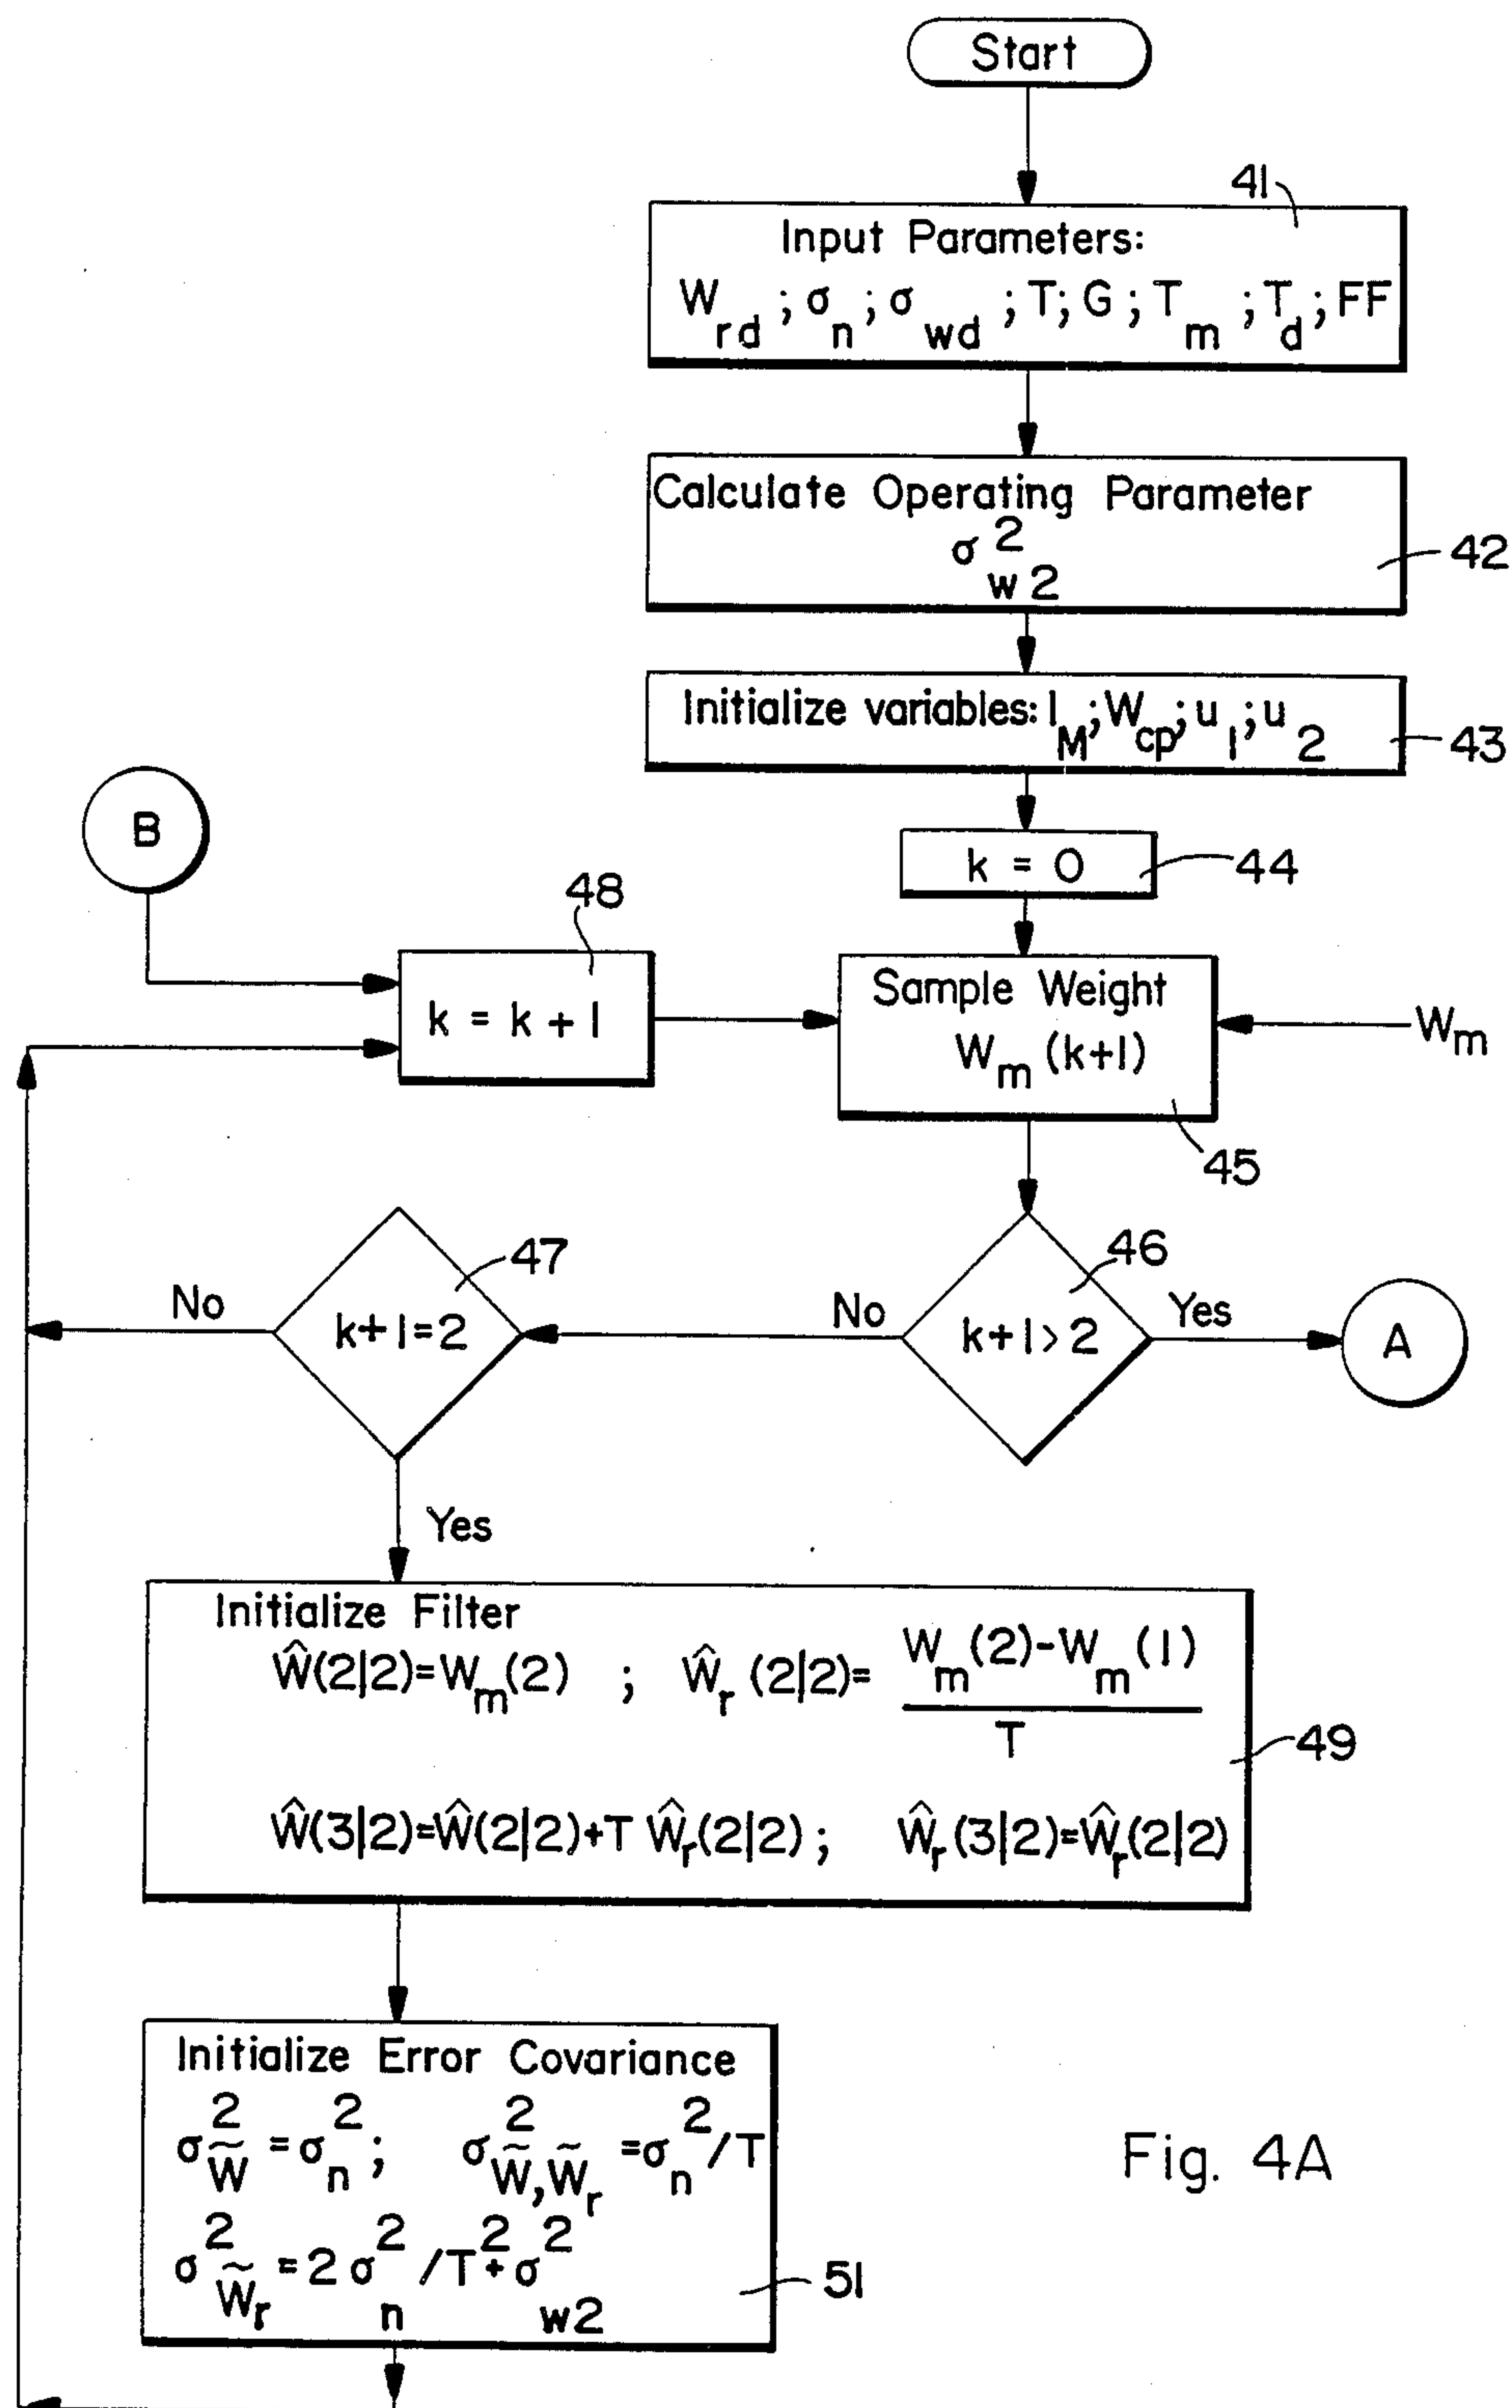 Start
41
Input Parameters:
W_rd ; σ_n ; σ_wd ; T; G ; T_m ; T_d ; FF
Calculate Operating Parameter
σ²_w2
42
Initialize variables: I_M ; W_cp ; u_1 ; u_2
43
B
k = 0
44
48
k = k + 1
Sample Weight
W_m (k+1)
W_m
45
47
46
No
k+1=2
No
k+1>2
Yes
A
Yes
Initialize Filter
Ŵ(2|2)=W_m(2) ; Ŵ_r (2|2)= W_m(2)-W_m(1)
T
49
Ŵ(3|2)=Ŵ(2|2)+T Ŵ_r(2|2) ; Ŵ_r (3|2)=Ŵ_r(2|2)
Initialize Error Covariance
σ²_W̃ =σ²_n ; σ²_W̃,W̃_r =σ²_n /T
σ²_W̃_r =2 σ²_n /T²+σ²_w2
51
Fig. 4A